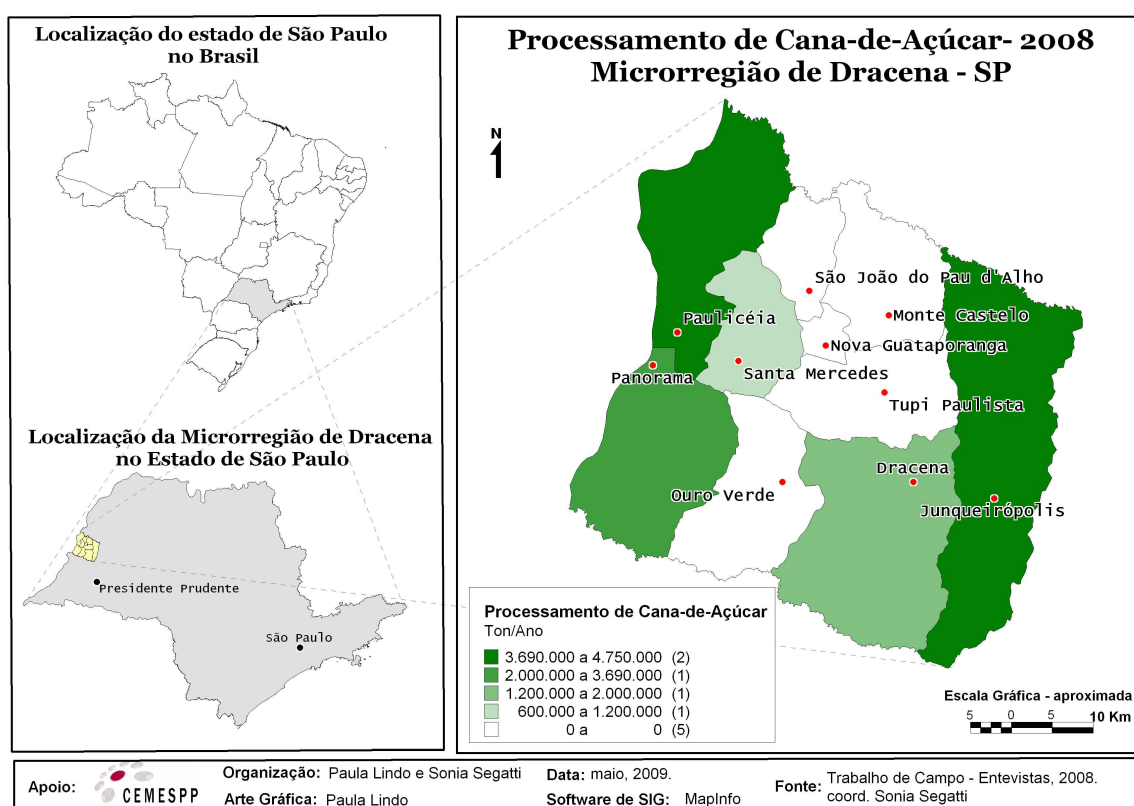 Localização do estado de São Paulo
no Brasil
Localização da Microrregião de Dracena
no Estado de São Paulo
Presidente Prudente
São Paulo
Processamento de Cana-de-Açúcar- 2008
Microrregião de Dracena - SP
N
São João do Pau d'Alho
Monte Castelo
Paulicéia
Nova Guataporanga
Santa Mercedes
Panorama
Tupi Paulista
Dracena
Ouro Verde
Junqueirópolis
Processamento de Cana-de-Açúcar
Ton/Ano
3.690.000 a 4.750.000 (2)
2.000.000 a 3.690.000 (1)
1.200.000 a 2.000.000 (1)
600.000 a 1.200.000 (1)
0 a 0 (5)
Escala Gráfica - aproximada
5 0 5 10 Km
Apoio:
CEMESPP
Organização: Paula Lindo e Sonia Segatti
Arte Gráfica: Paula Lindo
Data: maio, 2009.
Software de SIG: MapInfo
Fonte: Trabalho de Campo - Entevistas, 2008.
coord. Sonia Segatti